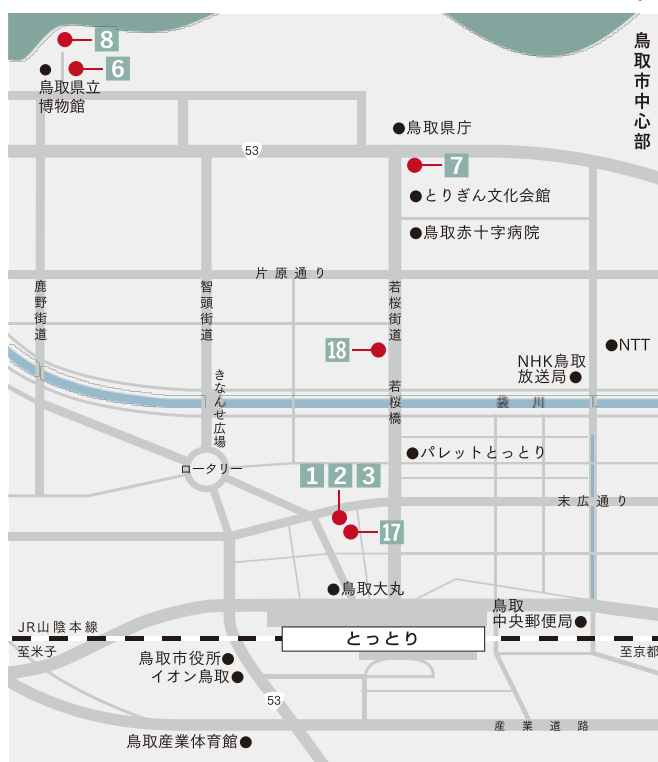 8
6
鳥取県立
博物館
鳥取市中心部
鳥取県庁
53
7
とりぎん文化会館
鳥取赤十字病院
片原通り
鹿野街道
智頭街道
若桜街道
18
NTT
NHK鳥取
放送局
きなんせ広場
若桜橋
袋川
パレットとっとり
ロータリー
1 2 3
末広通り
17
鳥取大丸
鳥取
中央郵便局
JR山陰本線
とっとり
至米子
至京都
鳥取市役所
イオン鳥取
53
産業道路
鳥取産業体育館